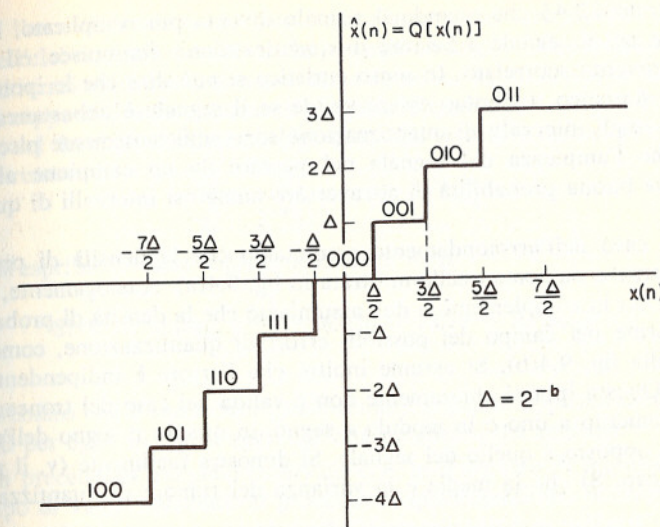 x̂(n) = Q[x(n)]
011
3Δ
010
2Δ
001
Δ
-7Δ/2 5Δ/2 -3Δ/2 -Δ/2
000
Δ/2 3Δ/2 5Δ/2 7Δ/2 x(n)
111
-Δ
110
-2Δ
Δ = 2^-b
101
-3Δ
100
-4Δ